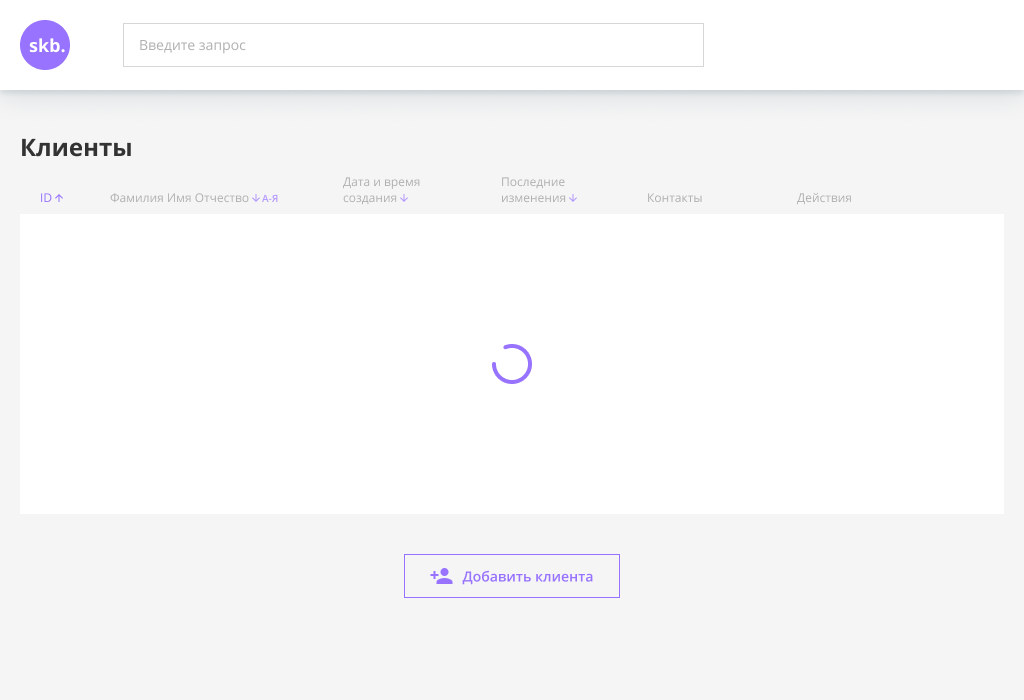 skb.
Введите запрос
Клиенты
ID
Фамилия Имя Отчество А-Я
Дата и время
создания
Последние
изменения
Контакты
Действия
Добавить клиента